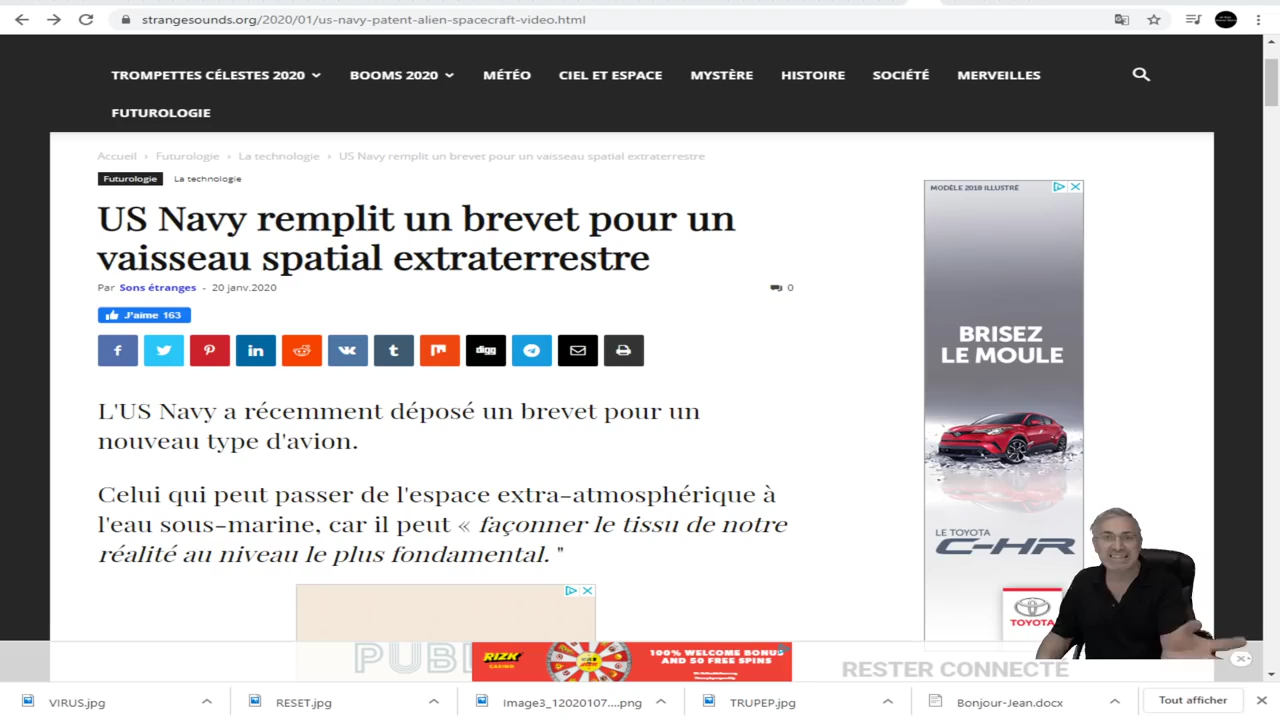 strangesounds.org/2020/01/us-navy-patent-alien-spacecraft-video.html
TROMPETTES CÉLESTES 2020
BOOMS 2020
MÉTÉO
CIEL ET ESPACE
MYSTÈRE
HISTOIRE
SOCIÉTÉ
MERVEILLES
FUTUROLOGIE
Accueil › Futurologie › La technologie › US Navy remplit un brevet pour un vaisseau spatial extraterrestre
Futurologie La technologie
US Navy remplit un brevet pour un
vaisseau spatial extraterrestre
Par Sons étranges - 20 janv.2020
0
J'aime 163
digg
L'US Navy a récemment déposé un brevet pour un
nouveau type d'avion.
Celui qui peut passer de l'espace extra-atmosphérique à
l'eau sous-marine, car il peut « façonner le tissu de notre
réalité au niveau le plus fondamental. "
MODÈLE 2018 ILLUSTRÉ
BRISEZ
LE MOULE
LE TOYOTA
C-HR
TOYOTA
PUB
RIZK
CASINO
100% WELCOME BONUS
AND 50 FREE SPINS
RESTER CONNECTÉ
VIRUS.jpg
RESET.jpg
Image3_12020107....png
TRUPEP.jpg
Bonjour-Jean.docx
Tout afficher